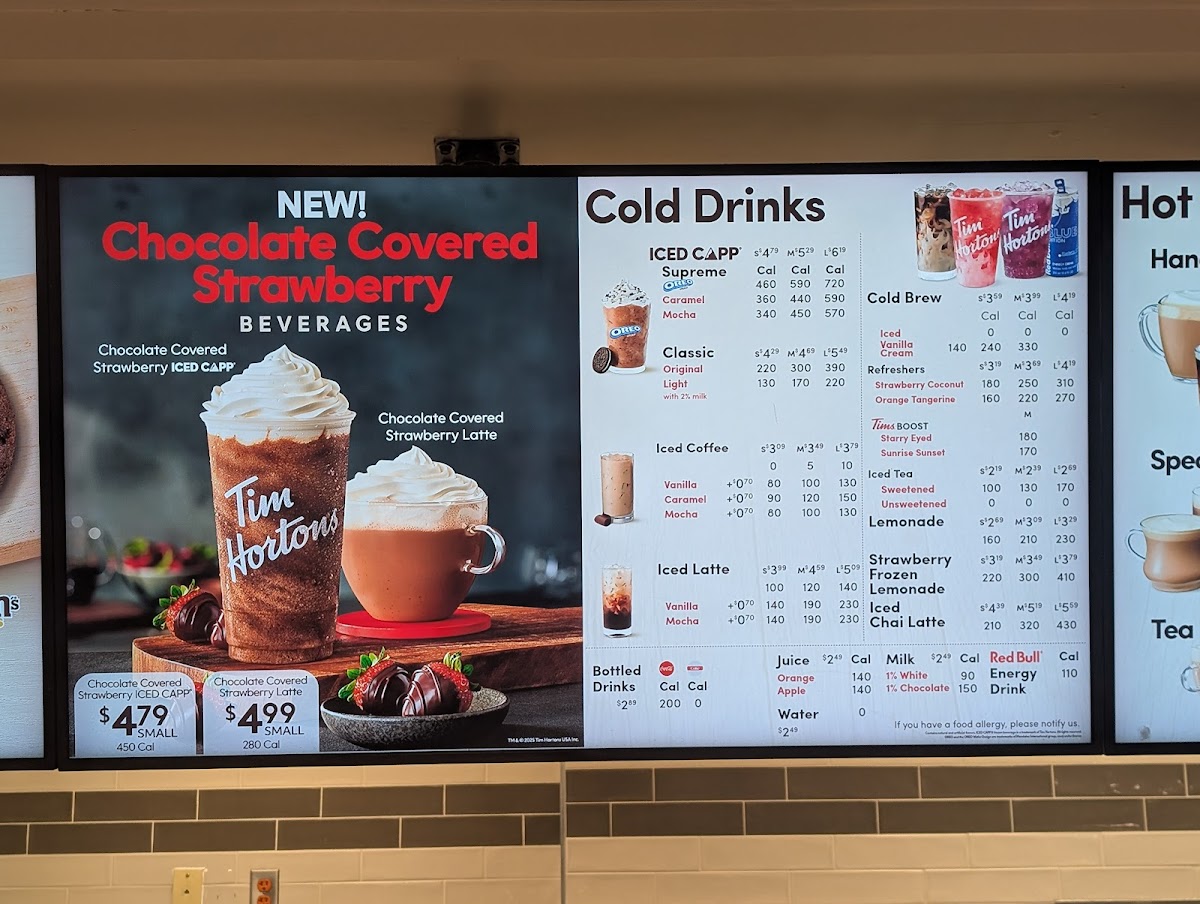 NEW!
Chocolate Covered
Strawberry
BEVERAGES
Chocolate Covered
Strawberry ICED CAPP
Chocolate Covered
Strawberry Latte
Tim
Hortons
Chocolate Covered
Strawberry ICED CAPP
$4.79
SMALL
450 Cal
Chocolate Covered
Strawberry Latte
$4.99
SMALL
280 Cal
TM & © 2025 Tim Hortons USA Inc.
Cold Drinks
ICED CAPP S$4.79 M$5.29 L$6.19
Supreme Cal Cal Cal
OREO 460 590 720
Caramel 360 440 590
Mocha 340 450 570
OREO
Classic S$4.29 M$4.69 L$5.49
Original 220 300 390
Light 130 170 220
with 2% milk
Iced Coffee S$3.09 M$3.49 L$3.79
0 5 10
Vanilla +$0.70 80 100 130
Caramel +$0.70 90 120 150
Mocha +$0.70 80 100 130
Iced Latte S$3.99 M$4.59 L$5.09
100 120 140
Vanilla +$0.70 140 190 230
Mocha +$0.70 140 190 230
Tim
Hortons
Tim
Hortons
Cold Brew S$3.59 M$3.99 L$4.19
Cal Cal Cal
Iced 0 0 0
Vanilla
Cream 140 240 330
Refreshers S$3.19 M$3.69 L$4.19
Strawberry Coconut 180 250 310
Orange Tangerine 160 220 270
M
Tims BOOST
Starry Eyed 180
Sunrise Sunset 170
Iced Tea S$2.19 M$2.39 L$2.69
Sweetened 100 130 170
Unsweetened 0 0 0
Lemonade S$2.69 M$3.09 L$3.29
160 210 230
Strawberry S$3.19 M$3.49 L$3.79
Frozen 220 300 410
Lemonade
Iced S$4.39 M$5.19 L$5.59
Chai Latte 210 320 430
Bottled
Drinks
$2.89
Cal Cal
200 0
Juice $2.49 Cal
Orange 140
Apple 140
Water 0
$2.49
Milk $2.49 Cal
1% White 90
1% Chocolate 150
Red Bull Cal
Energy 110
Drink
If you have a food allergy, please notify us.
Hot
Tea